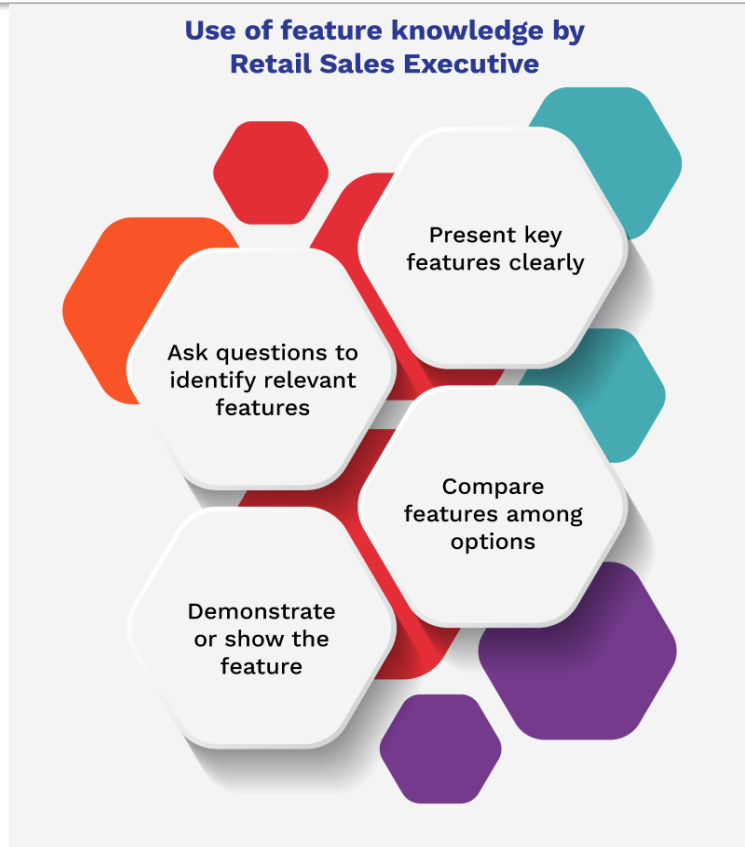 Use of feature knowledge by
Retail Sales Executive
Present key
features clearly
Ask questions to
identify relevant
features
Compare
features among
options
Demonstrate
or show the
feature